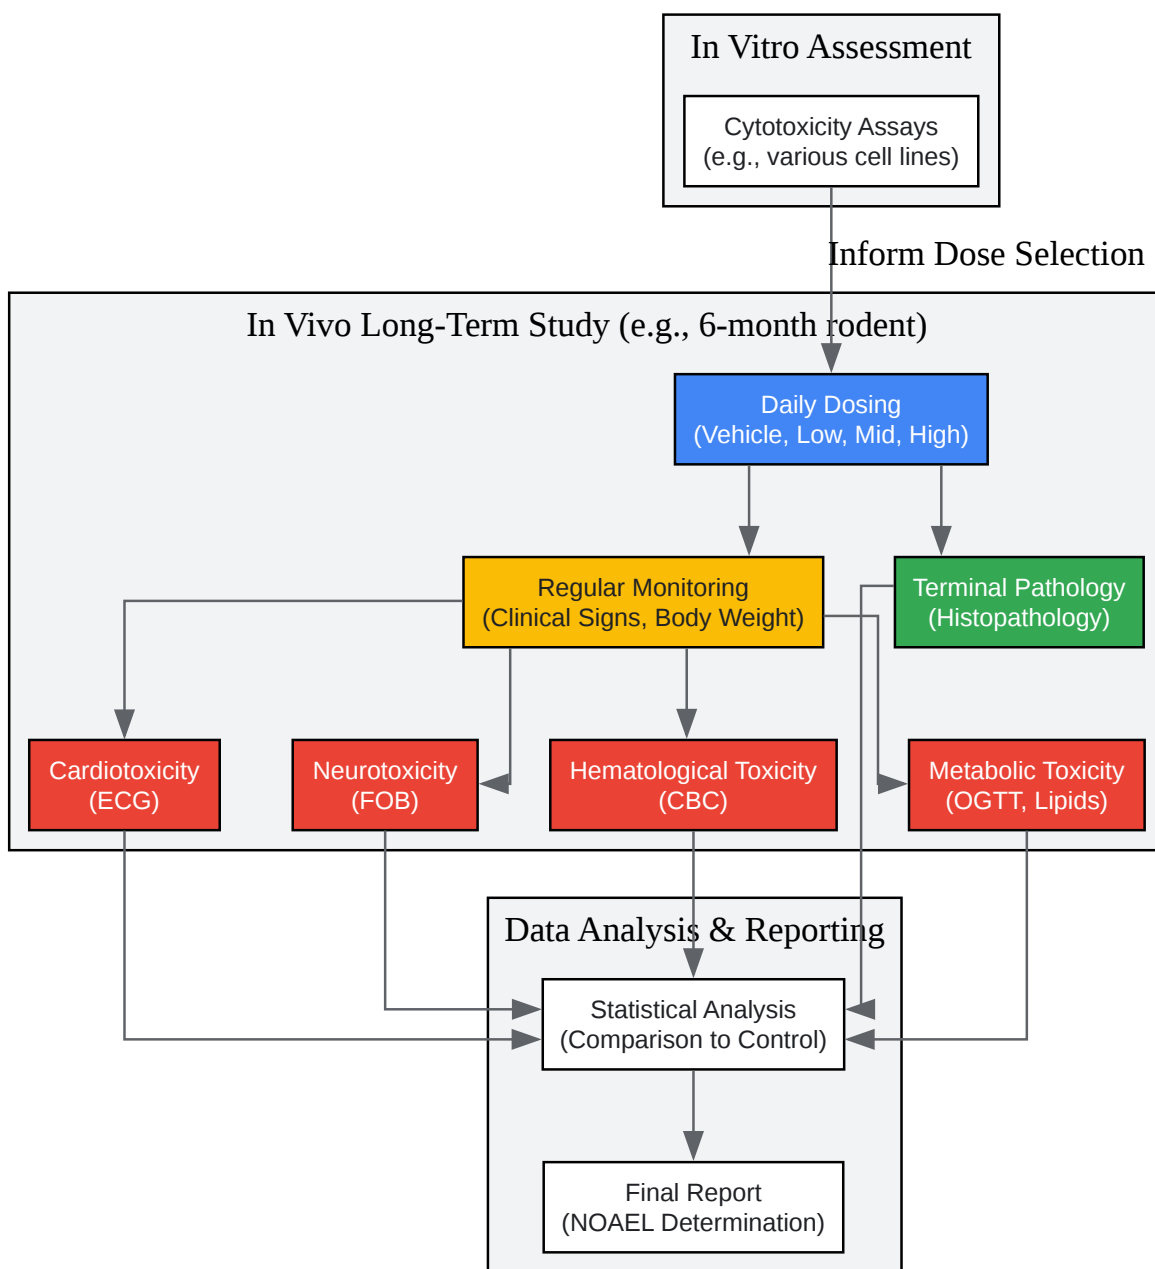 In Vitro Assessment
Cytotoxicity Assays
(e.g., various cell lines)
Inform Dose Selection
In Vivo Long-Term Study (e.g., 6-month rodent)
Daily Dosing
(Vehicle, Low, Mid, High)
Regular Monitoring
(Clinical Signs, Body Weight)
Terminal Pathology
(Histopathology)
Cardiotoxicity
(ECG)
Neurotoxicity
(FOB)
Hematological Toxicity
(CBC)
Metabolic Toxicity
(OGTT, Lipids)
Data Analysis & Reporting
Statistical Analysis
(Comparison to Control)
Final Report
(NOAEL Determination)